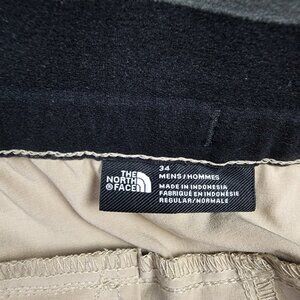 THE
NORTH
FACE
34
MENS/HOMMES
MADE IN INDONESIA
FABRIQUÉ EN INDONÉSIE
REGULAR/NORMALE